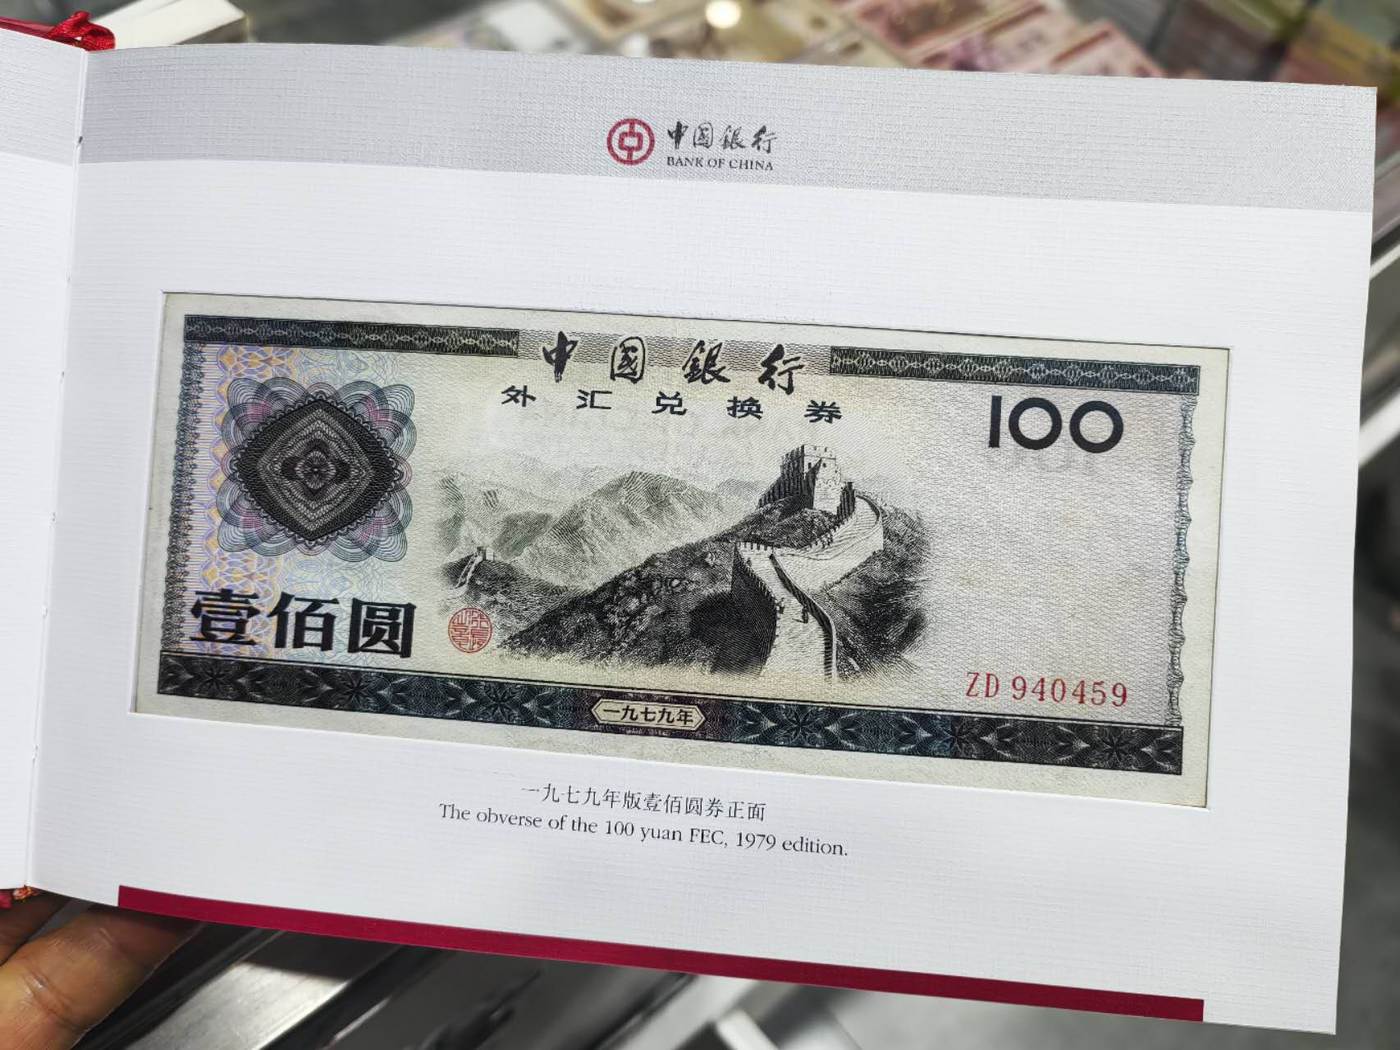 中国銀行
BANK OF CHINA
中国銀行
外汇兑换券
100
壹佰圆
ZD 940459
一九七九年
一九七九年版壹佰圆券正面
The obverse of the 100 yuan FEC, 1979 edition.